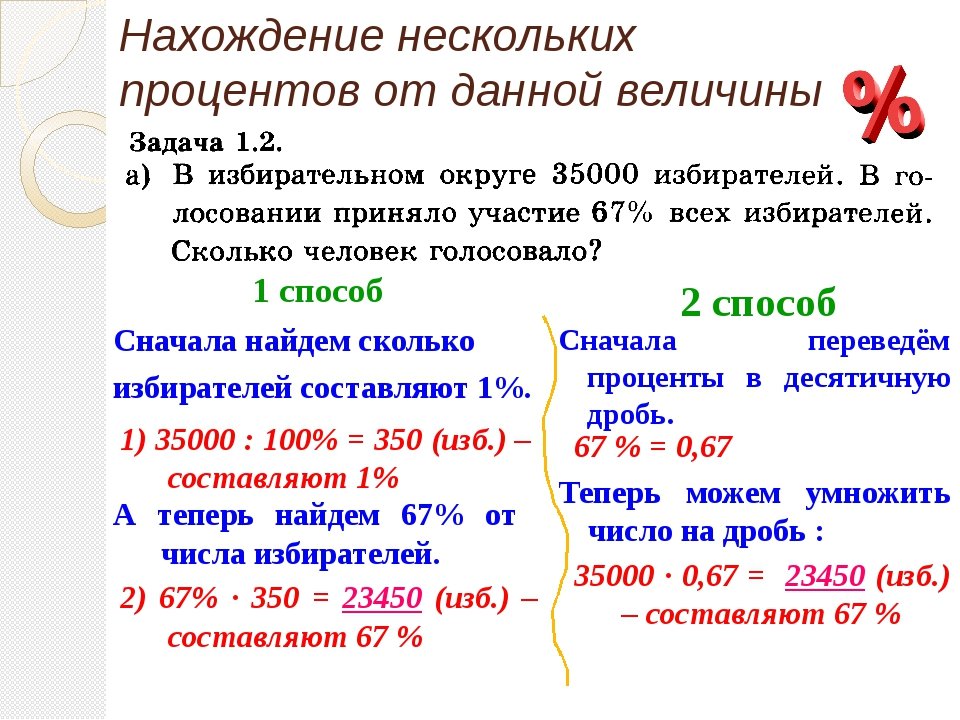 Нахождение нескольких
процентов от данной величины
%
Задача 1.2.
а) В избирательном округе 35000 избирателей. В го-
лосовании приняло участие 67% всех избирателей.
Сколько человек голосовало?
1 способ
Сначала найдем сколько
избирателей составляют 1%.
1) 35000 : 100% = 350 (изб.) –
составляют 1%
А теперь найдем 67% от
числа избирателей.
2) 67% · 350 = 23450 (изб.) –
составляют 67 %
2 способ
Сначала переведём
проценты в десятичную
дробь.
67 % = 0,67
Теперь можем умножить
число на дробь :
35000 · 0,67 = 23450 (изб.)
– составляют 67 %